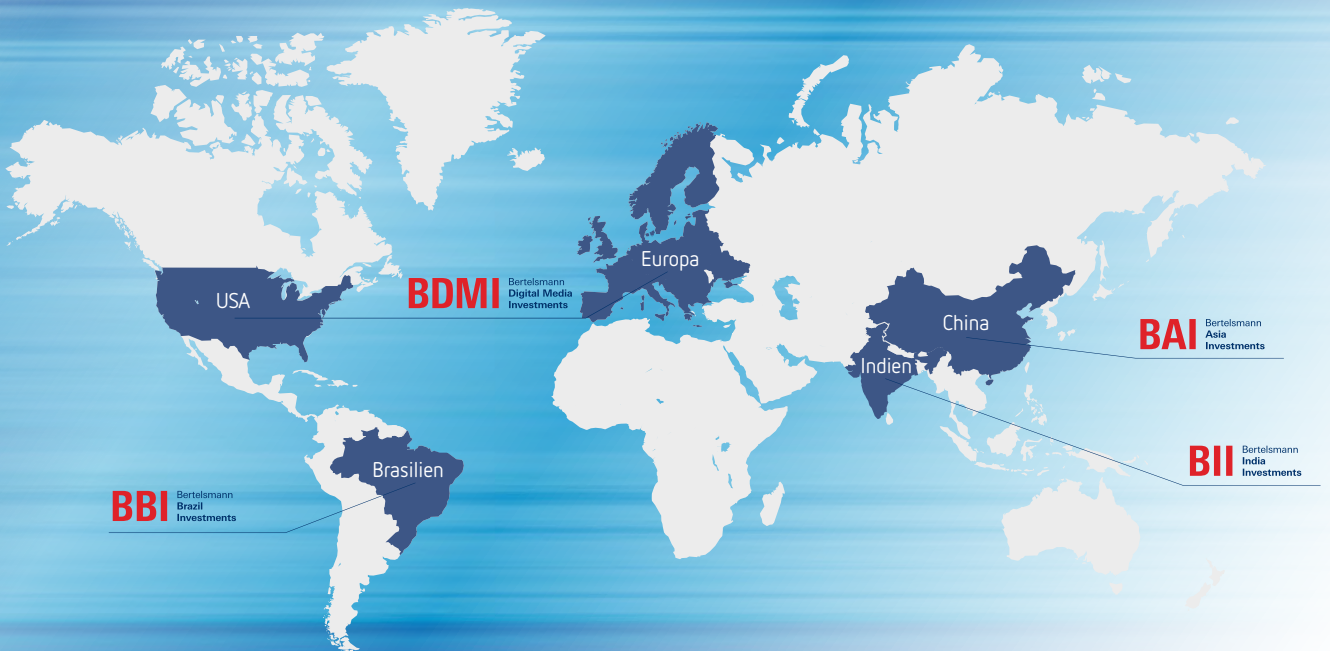 Europa
USA
BDMI
Bertelsmann
Digital Media
Investments
China
BAI
Bertelsmann
Asia
Investments
Indien
BII
Bertelsmann
India
Investments
Brasilien
BBI
Bertelsmann
Brazil
Investments